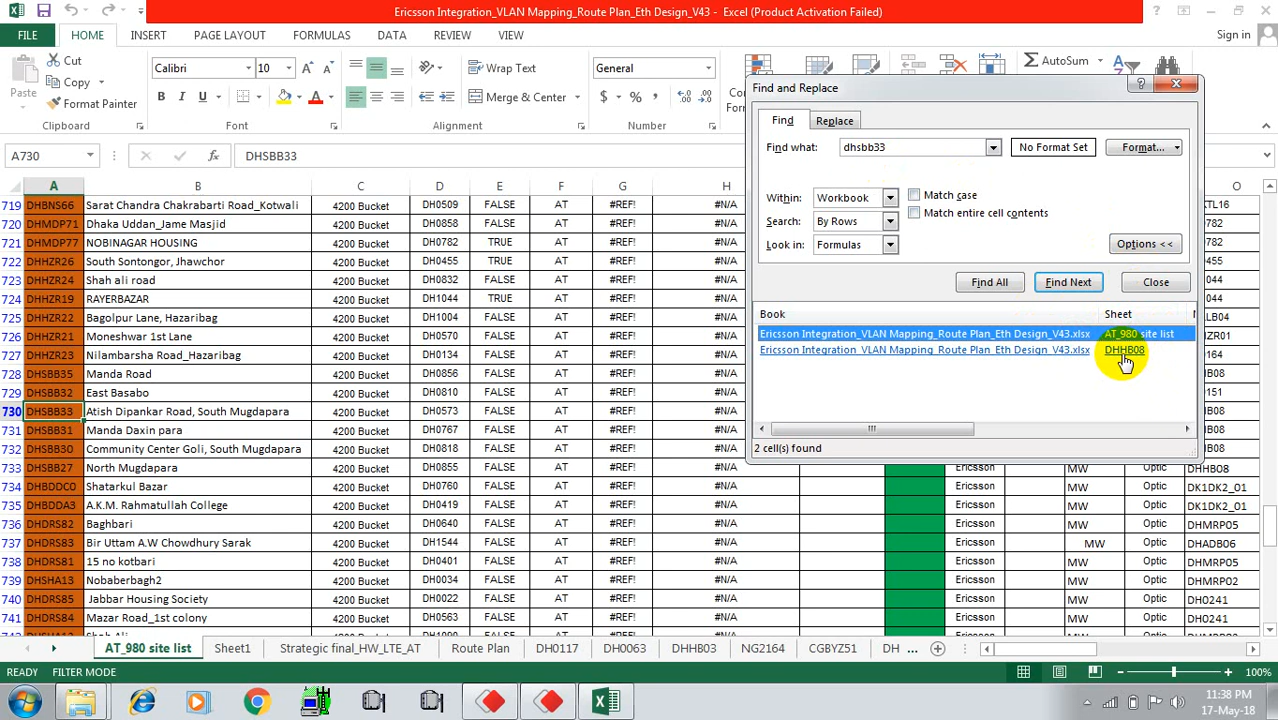 Ericsson Integration_VLAN Mapping_Route Plan_Eth Design_V43 - Excel (Product Activation Failed)
FILE HOME INSERT PAGE LAYOUT FORMULAS DATA REVIEW VIEW Sign in
Cut Calibri 10 Wrap Text General AutoSum
Copy
Paste Format Painter Merge & Center
Clipboard Font Alignment Number
A730 DHSBB33
Find and Replace
Find Replace
Find what: dhsbb33 No Format Set Format...
Within: Workbook Match case
Match entire cell contents
Search: By Rows
Look in: Formulas Options <<
Find All Find Next Close
Book Sheet
Ericsson Integration_VLAN Mapping_Route Plan_Eth Design_V43.xlsx AT_980 site list
Ericsson Integration_VLAN Mapping_Route Plan_Eth Design_V43.xlsx DHHB08
2 cell(s) found
A B C D E F G H O
719 DHBNS66 Sarat Chandra Chakrabarti Road_Kotwali 4200 Bucket DH0509 FALSE AT #REF! #N/A
720 DHMDP71 Dhaka Uddan_Jame Masjid 4200 Bucket DH0832 FALSE AT #REF! #N/A
721 DHMDP77 NOBINAGAR HOUSING 4200 Bucket DH0782 TRUE AT #REF! #N/A
722 DHHZR26 South Sontongor, Jhawchor 4200 Bucket DH0455 TRUE AT #REF! #N/A
723 DHHZR24 Shah ali road 4200 Bucket DH0832 FALSE AT #REF! #N/A
724 DHHZR19 RAYERBAZAR 4200 Bucket DH1044 TRUE AT #REF! #N/A
725 DHHZR22 Bagolpur Lane, Hazaribag 4200 Bucket DH0057 FALSE AT #REF! #N/A
726 DHHZR21 Moneshwar 1st Lane 4200 Bucket DH0570 FALSE AT #REF! #N/A
727 DHHZR23 Nilambarsha Road_Hazaribag 4200 Bucket DH0355 FALSE AT #REF! #N/A
728 DHSBB35 Manda Road 4200 Bucket DH0816 FALSE AT #REF! #N/A
729 DHSBB32 East Basabo 4200 Bucket DH0629 FALSE AT #REF! #N/A
730 DHSBB33 Atish Dipankar Road, South Mugdapara 4200 Bucket DH0573 FALSE AT #REF! #N/A
731 DHSBB31 Manda Daxin para 4200 Bucket DH0767 FALSE AT #REF! #N/A
732 DHSBB30 Community Center Goli, South Mugdapara 4200 Bucket DH0818 FALSE AT #REF! #N/A
733 DHSBB27 North Mugdapara 4200 Bucket DH0855 FALSE AT #REF! #N/A Ericsson MW Optic DHHB08
734 DHBDDC0 Shatarkul Bazar 4200 Bucket DH0760 FALSE AT #REF! #N/A Ericsson MW Optic DK1DK2_01
735 DHBDDA3 A.K.M. Rahmatullah College 4200 Bucket DH0419 FALSE AT #REF! #N/A Ericsson MW Optic DK1DK2_01
736 DHDRS82 Baghbari 4200 Bucket DH0043 FALSE AT #REF! #N/A Ericsson MW Optic DHMRP05
737 DHDRS83 Bir Uttam A.W Chowdhury Sarak 4200 Bucket DH1544 FALSE AT #REF! #N/A Ericsson MW Optic DHADB06
738 DHDRS81 15 no kotbari 4200 Bucket DH0561 FALSE AT #REF! #N/A Ericsson MW Optic DHMRP05
739 DHSHA13 Nobaberbagh2 4200 Bucket DH0034 FALSE AT #REF! #N/A Ericsson MW Optic DHMRP02
740 DHDRS85 Jabbar Housing Society 4200 Bucket DH0022 FALSE AT #REF! #N/A Ericsson MW Optic DH0241
741 DHDRS84 Mazar Road_1st colony 4200 Bucket DH0563 FALSE AT #REF! #N/A Ericsson MW Optic DH0241
AT_980 site list Sheet1 Strategic final_HW_LTE_AT Route Plan DH0117 DH0063 DHHB03 NG2164 CGBYZ51 DH ...
READY FILTER MODE 100%
11:38 PM
17-May-18